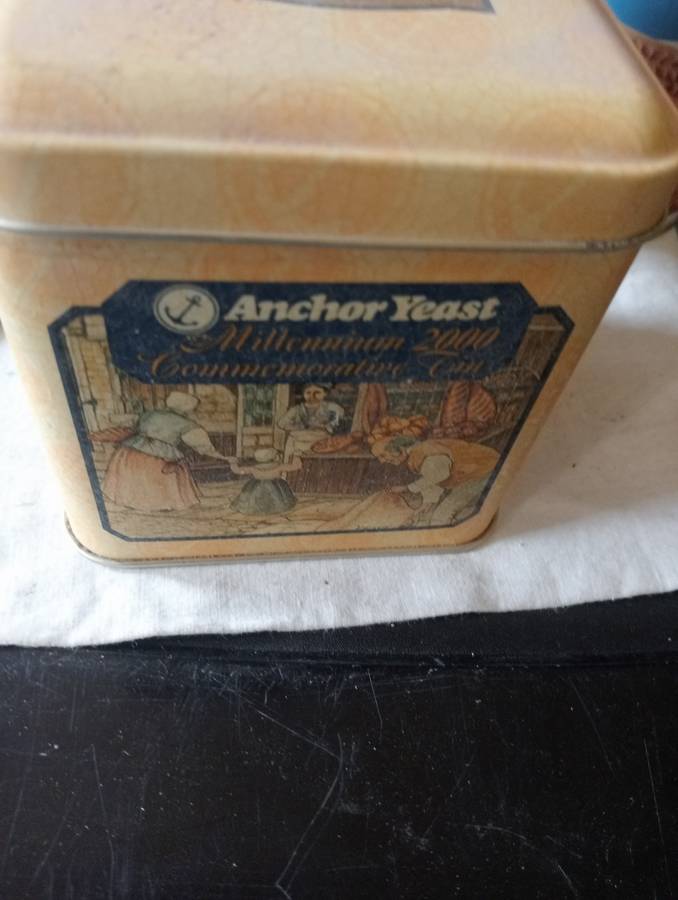 Anchor Yeast
Millennium 2000
Commemorative Tin